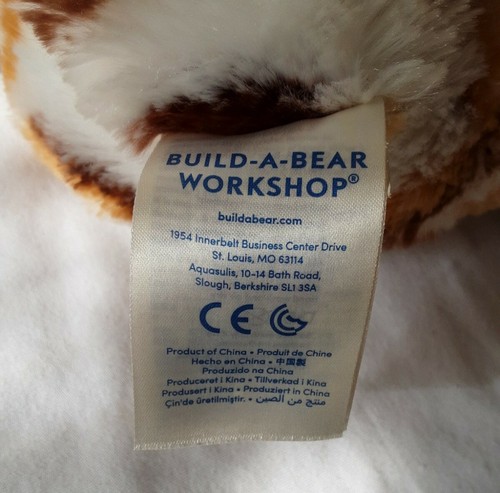 BUILD-A-BEAR
WORKSHOP®
buildabear.com
1954 Innerbelt Business Center Drive
St. Louis, MO 63114
Aquasulis, 10-14 Bath Road,
Slough, Berkshire SL1 3SA
CE
Product of China • Produit de Chine
Hecho en China • 中国製
Produzido na China
Produceret i Kina • Tillverkad i Kina
Produsert i Kina • Produziert in China
Çin'de üretilmiştir. • منتج من الصين